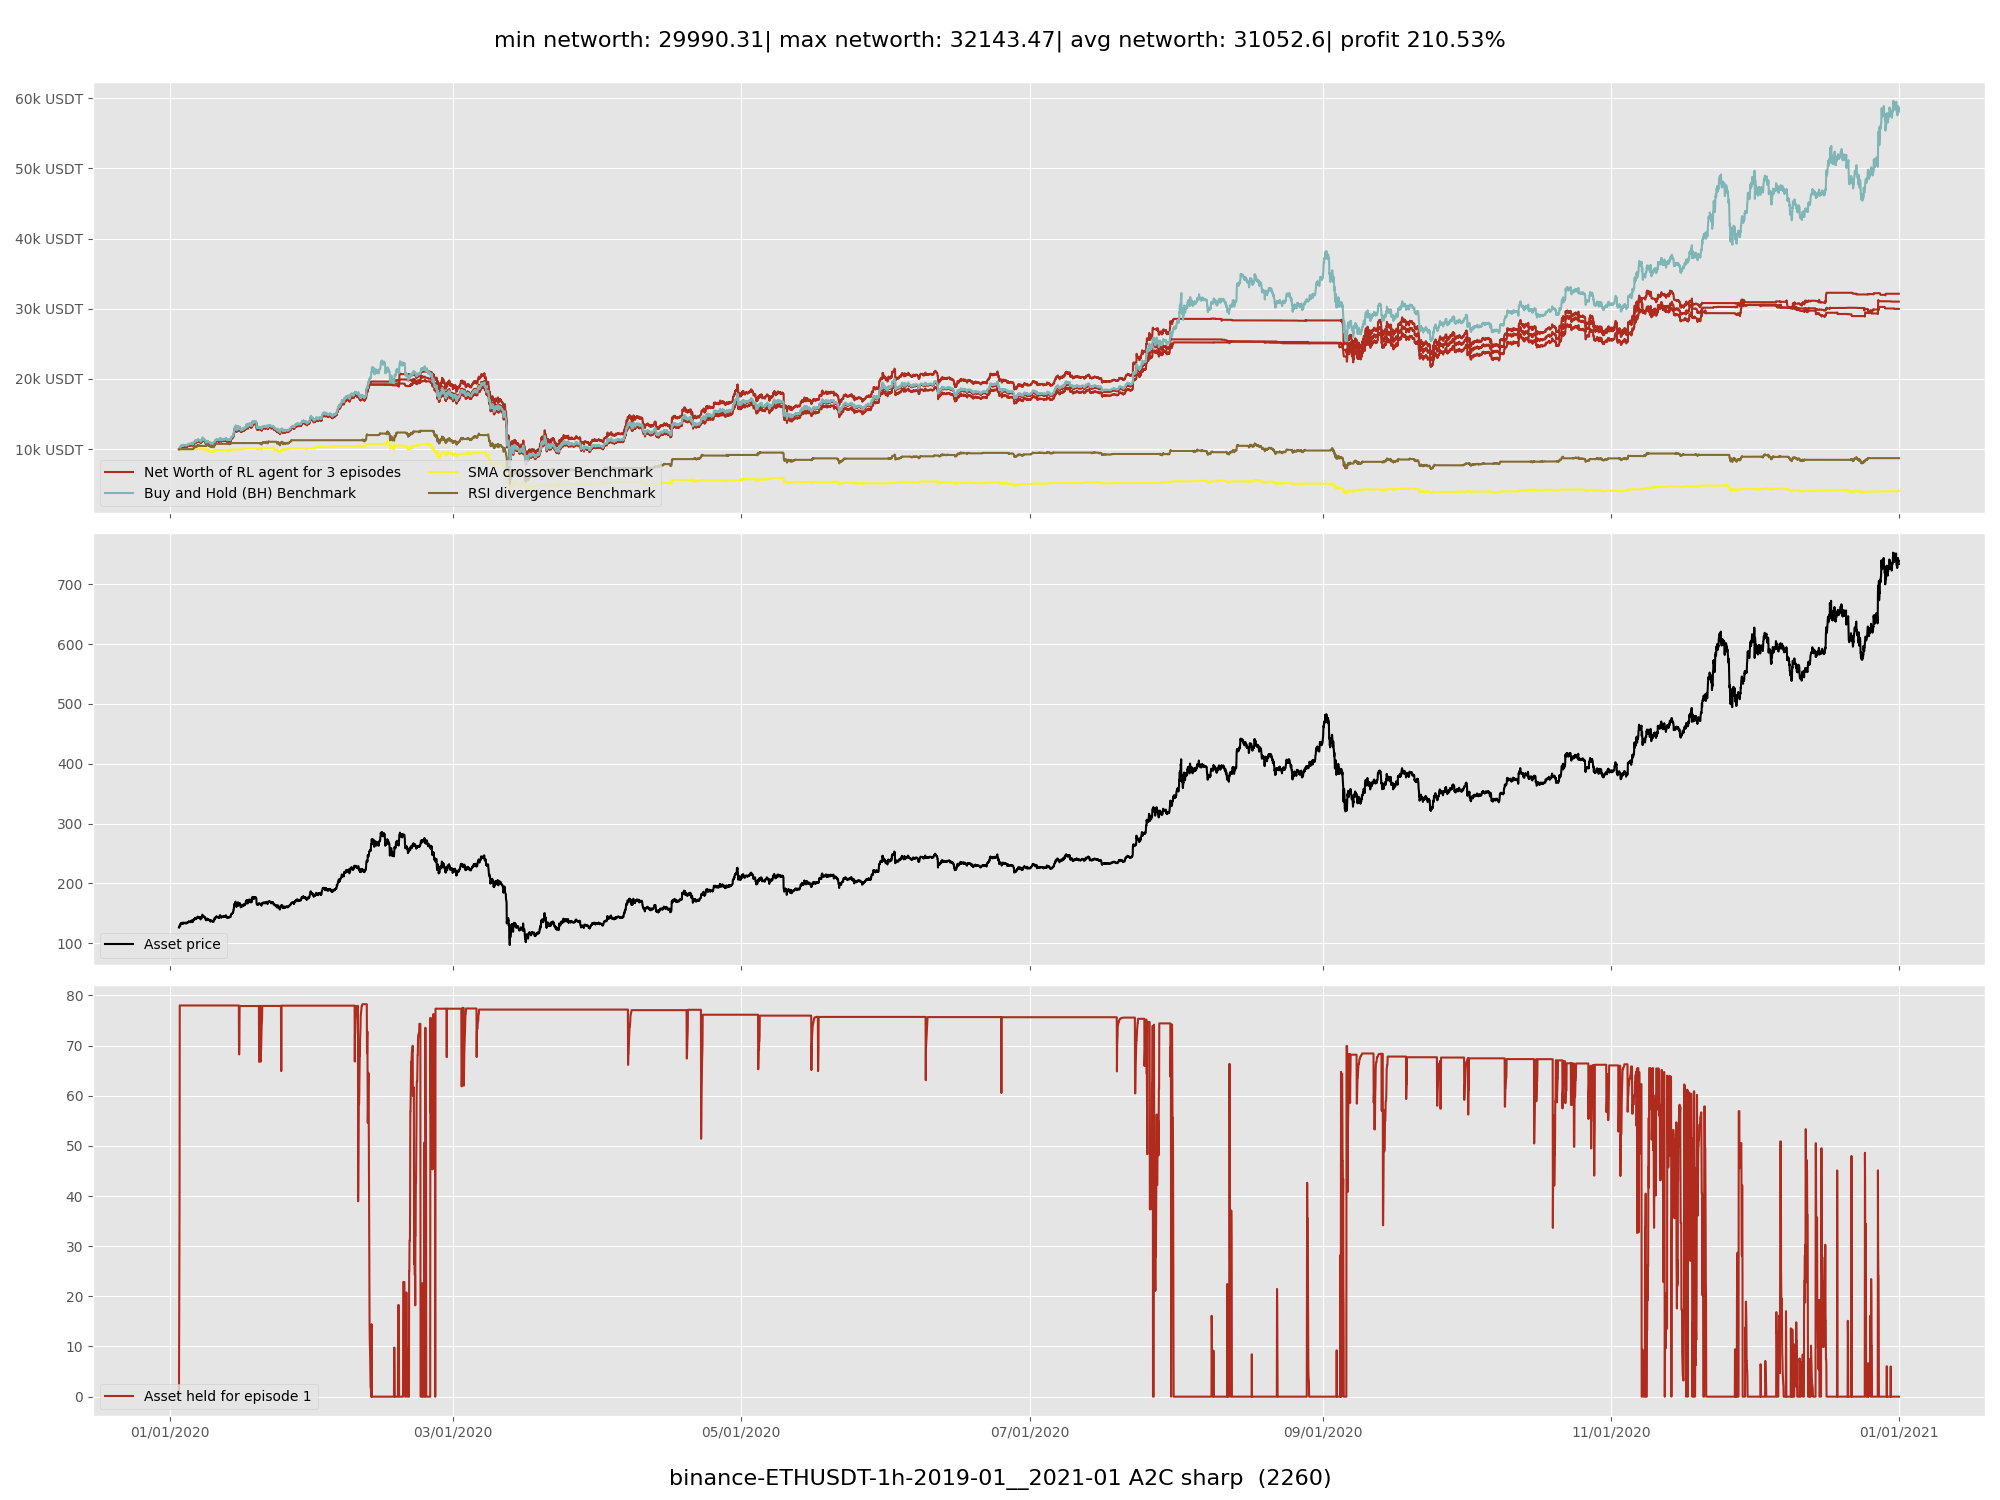 min networth: 29990.31| max networth: 32143.47| avg networth: 31052.6| profit 210.53%
60k USDT
50k USDT
40k USDT
30k USDT
20k USDT
10k USDT
Net Worth of RL agent for 3 episodes
Buy and Hold (BH) Benchmark
SMA crossover Benchmark
RSI divergence Benchmark
700
600
500
400
300
200
100
Asset price
80
70
60
50
40
30
20
10
0
Asset held for episode 1
01/01/2020 03/01/2020 05/01/2020 07/01/2020 09/01/2020 11/01/2020 01/01/2021
binance-ETHUSDT-1h-2019-01__2021-01 A2C sharp (2260)